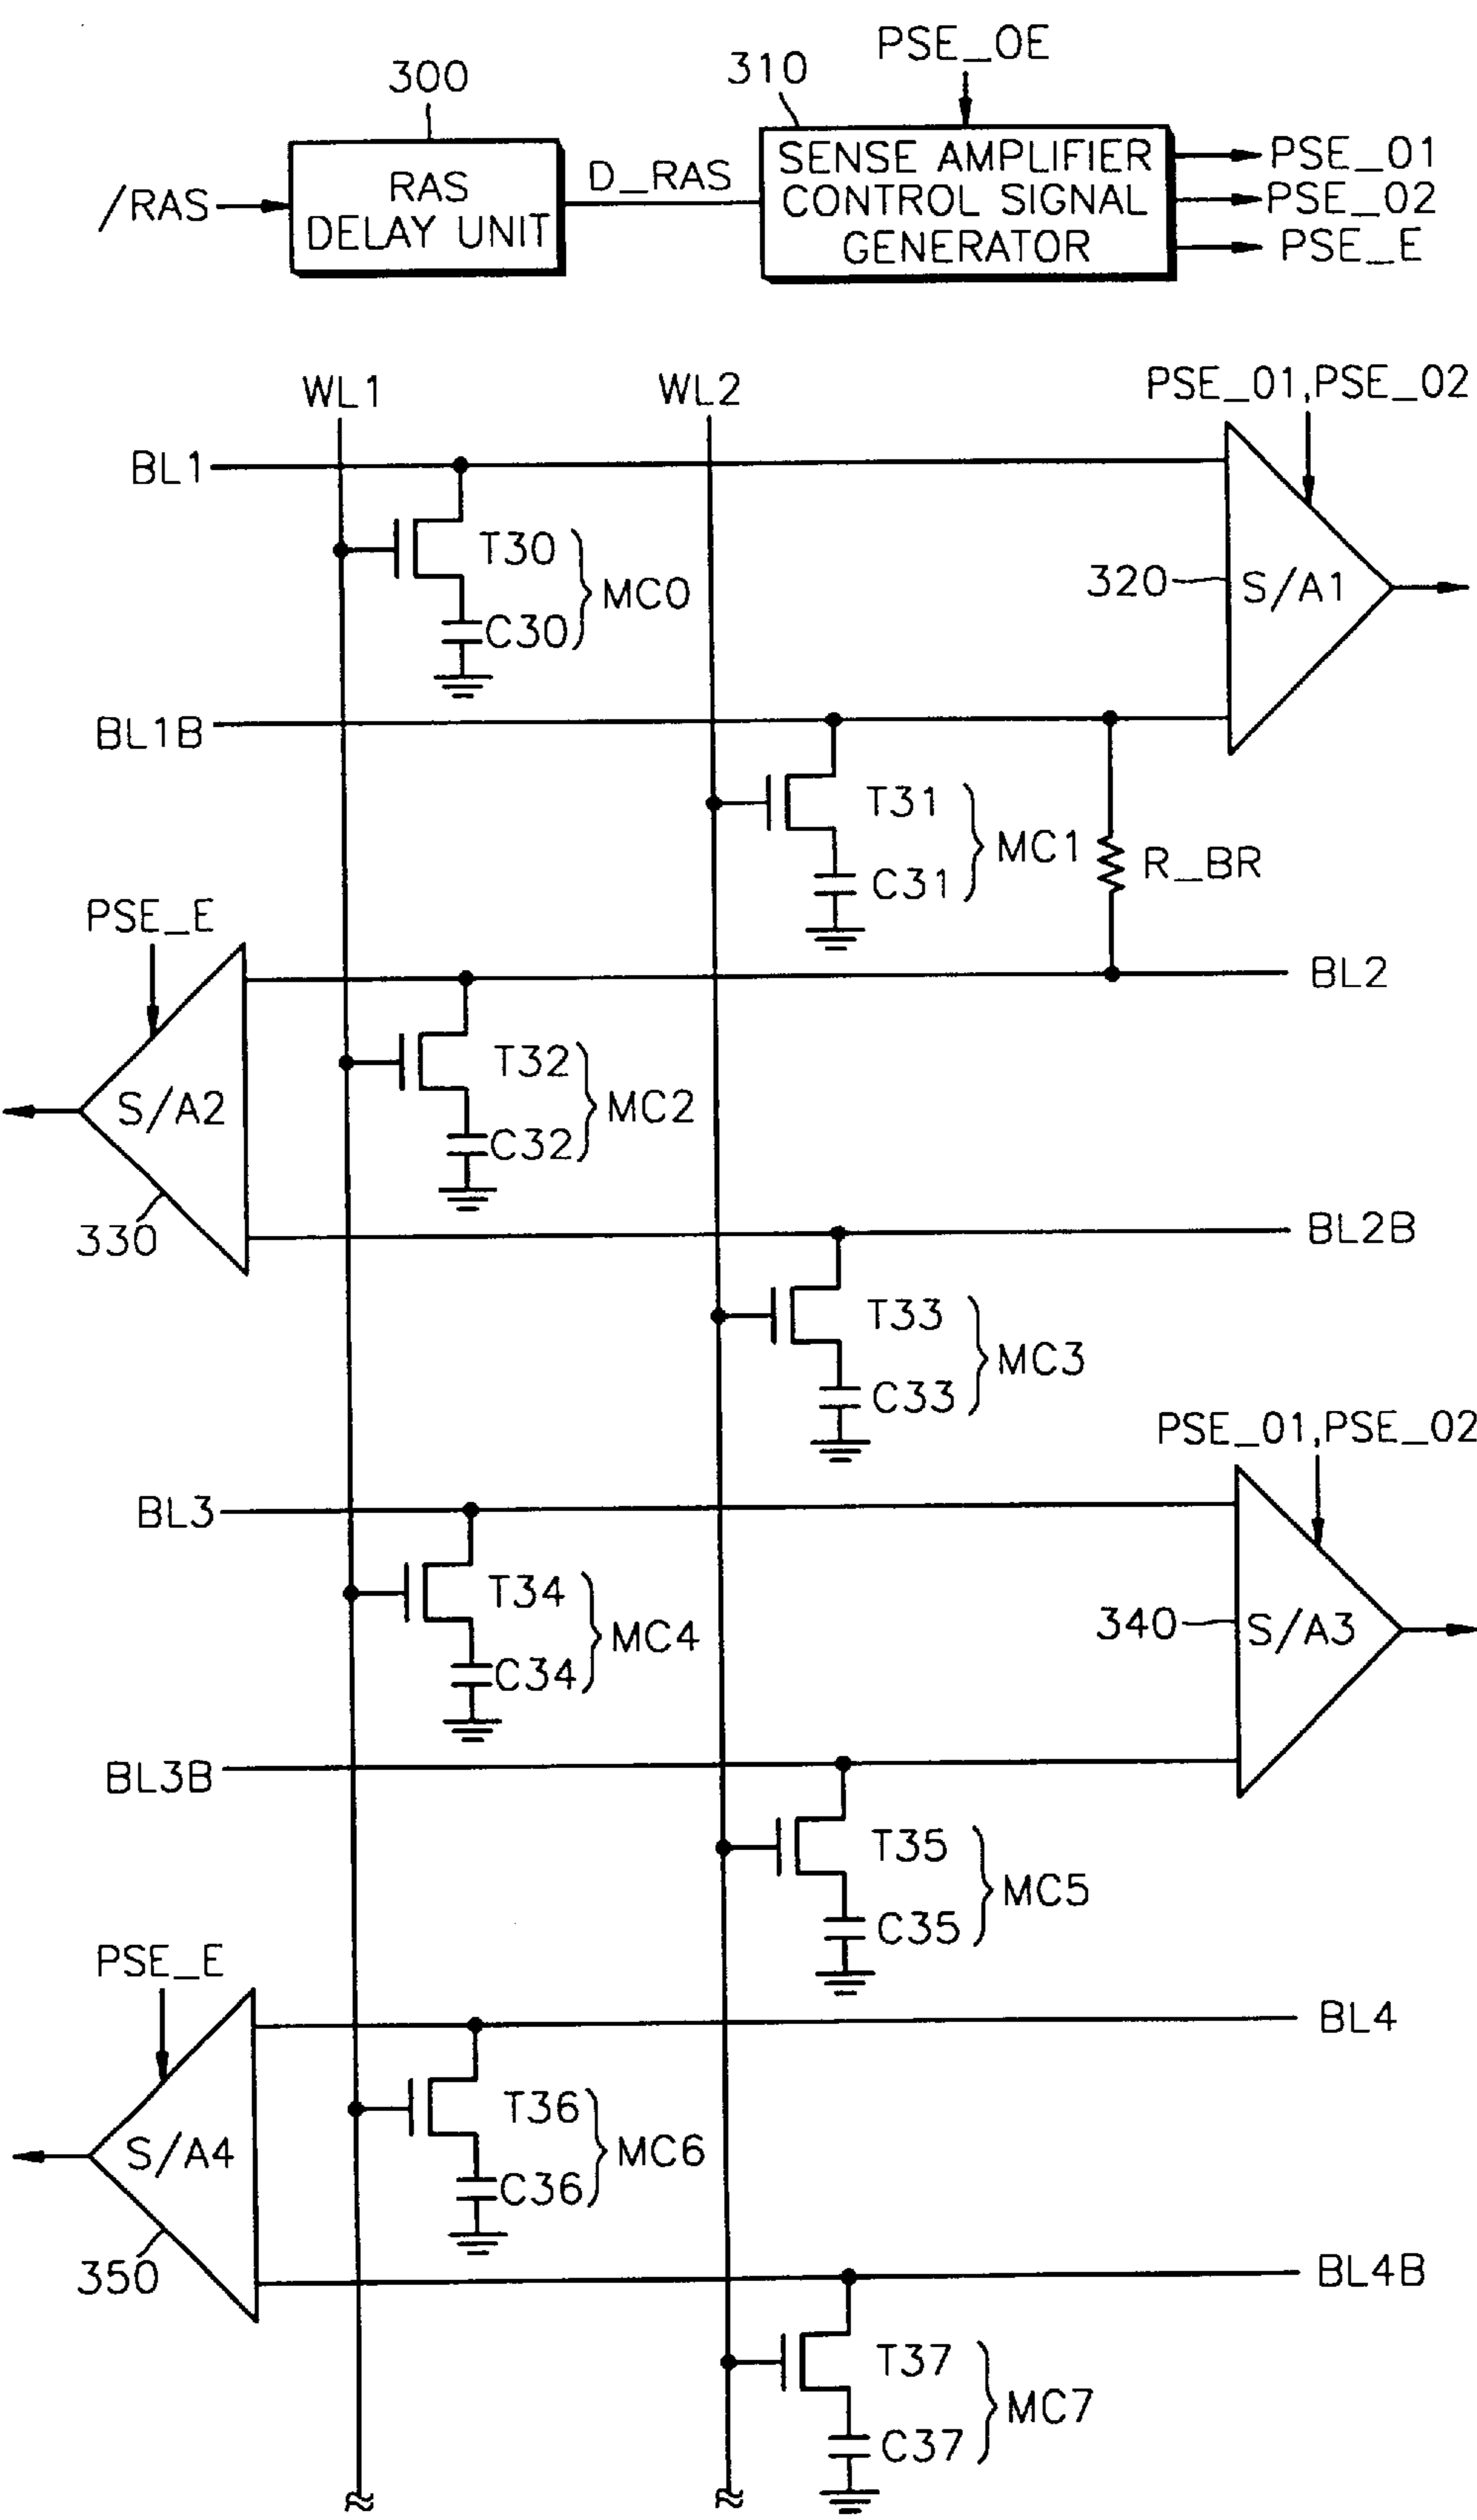 PSE_OE
300
310
/RAS
RAS
DELAY UNIT
D_RAS
SENSE AMPLIFIER
CONTROL SIGNAL
GENERATOR
PSE_01
PSE_02
PSE_E
WL1
WL2
PSE_01,PSE_02
BL1
T30
C30
MC0
320
S/A1
BL1B
T31
C31
MC1
R_BR
PSE_E
BL2
S/A2
T32
C32
MC2
330
BL2B
T33
C33
MC3
PSE_01,PSE_02
BL3
T34
C34
MC4
340
S/A3
BL3B
T35
C35
MC5
PSE_E
BL4
S/A4
T36
C36
MC6
350
BL4B
T37
C37
MC7